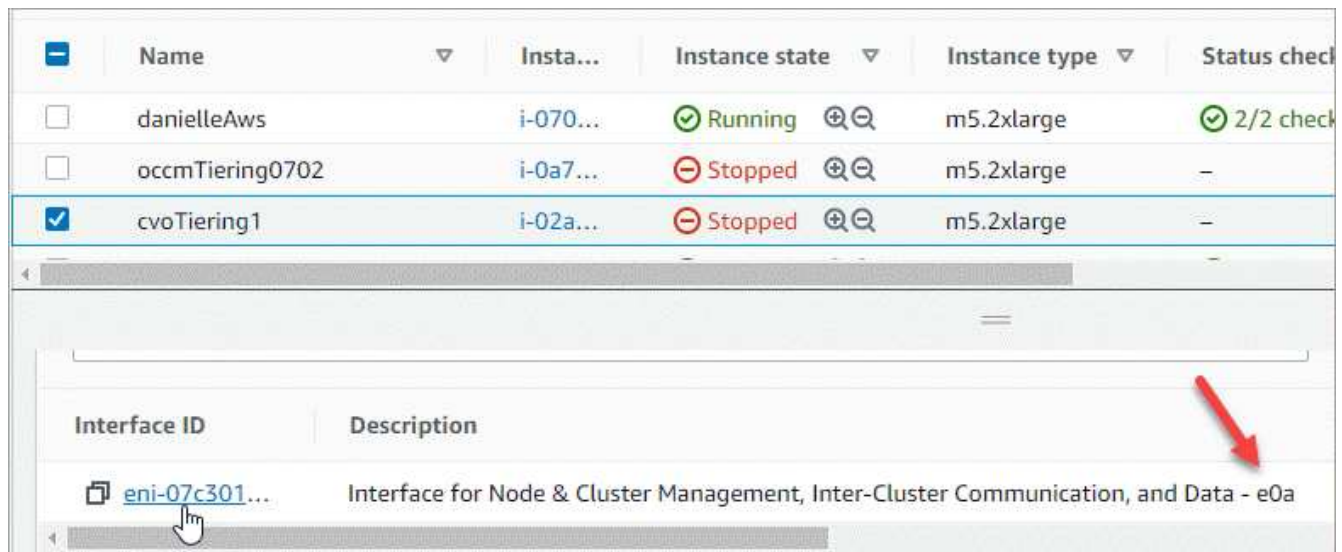 Name Insta... Instance state Instance type Status check
danielleAws i-070... Running m5.2xlarge 2/2 check
occmTiering0702 i-0a7... Stopped m5.2xlarge –
cvoTiering1 i-02a... Stopped m5.2xlarge –
Interface ID Description
eni-07c301... Interface for Node & Cluster Management, Inter-Cluster Communication, and Data - e0a